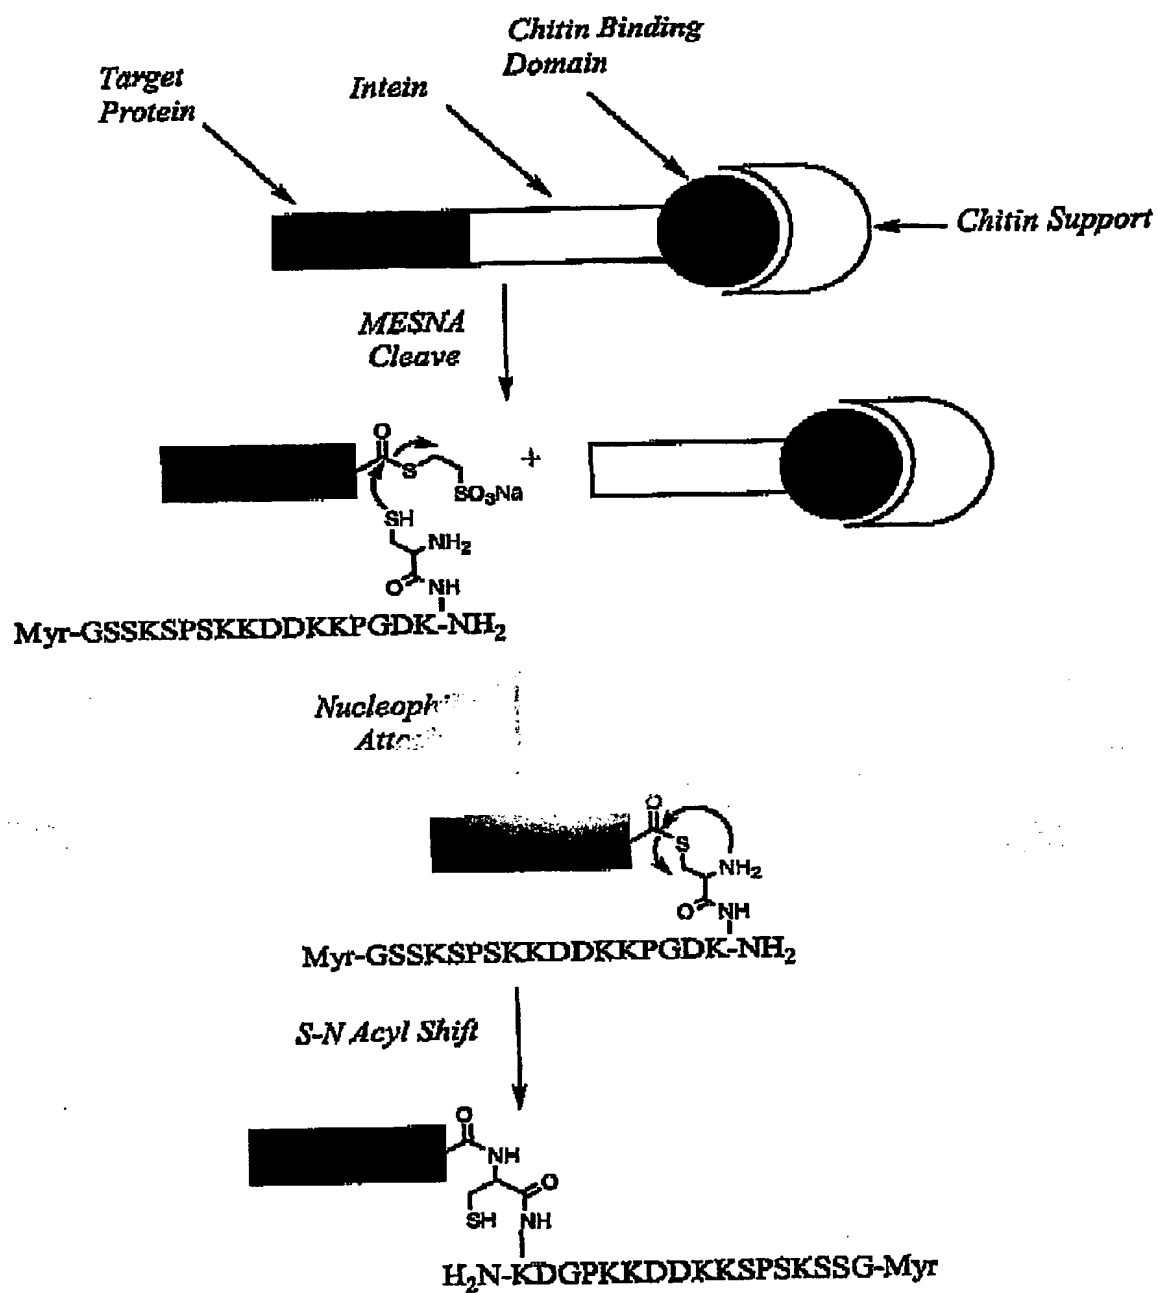 Chitin Binding
Domain
Target
Protein
Intein
Chitin Support
MESNA
Cleave
O
S
+
SO₃Na
SH
NH₂
O
NH
Myr-GSSKSPSKKDDKKPGDK-NH₂
O
S
NH₂
O
NH
Myr-GSSKSPSKKDDKKPGDK-NH₂
S-N Acyl Shift
O
NH
O
SH
NH
H₂N-KDGPKKDDKKSPSKSSG-Myr